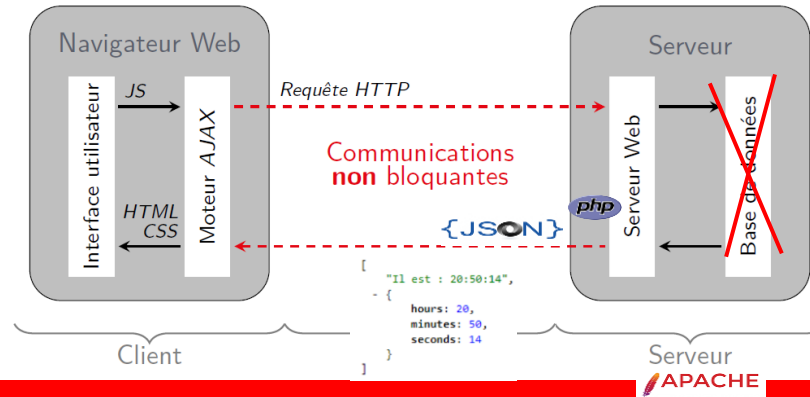 Navigateur Web
Serveur
Interface utilisateur
JS
Moteur AJAX
Requête HTTP
Communications
non bloquantes
HTML
CSS
{JSON}
php
Serveur Web
Base de données
[
"Il est : 20:50:14",
- {
hours: 20,
minutes: 50,
seconds: 14
}
]
Client
Serveur
APACHE